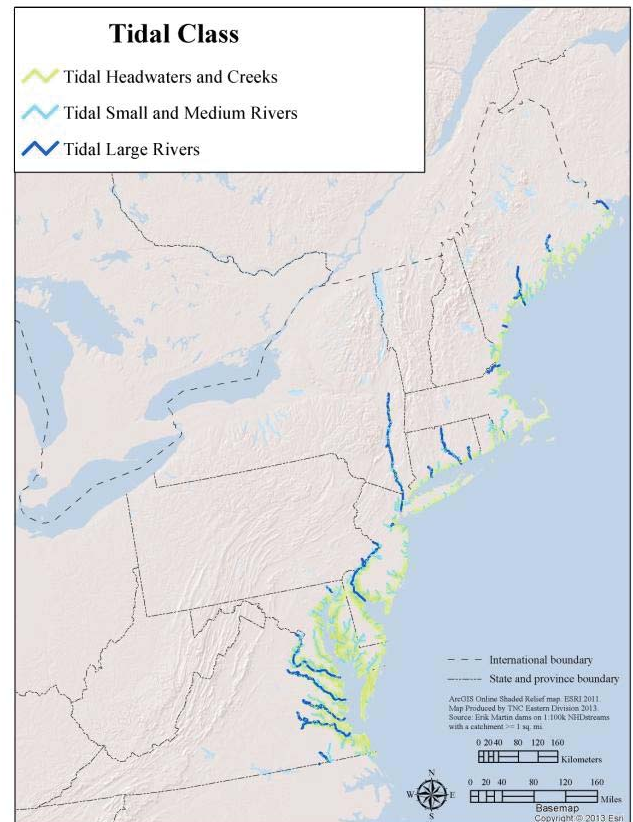 Tidal Class
Tidal Headwaters and Creeks
Tidal Small and Medium Rivers
Tidal Large Rivers
International boundary
State and province boundary
ArcGIS Online Shaded Relief map. ESRI 2011.
Map Produced by TNC Eastern Division 2013.
Source: Erik Martin dams on 1:100k NHDstreams
with a catchment >= 1 sq. mi.
0 20 40 80 120 160
Kilometers
N
W E
S
0 20 40 80 120 160
Miles
Basemap
Copyright © 2013 Esri